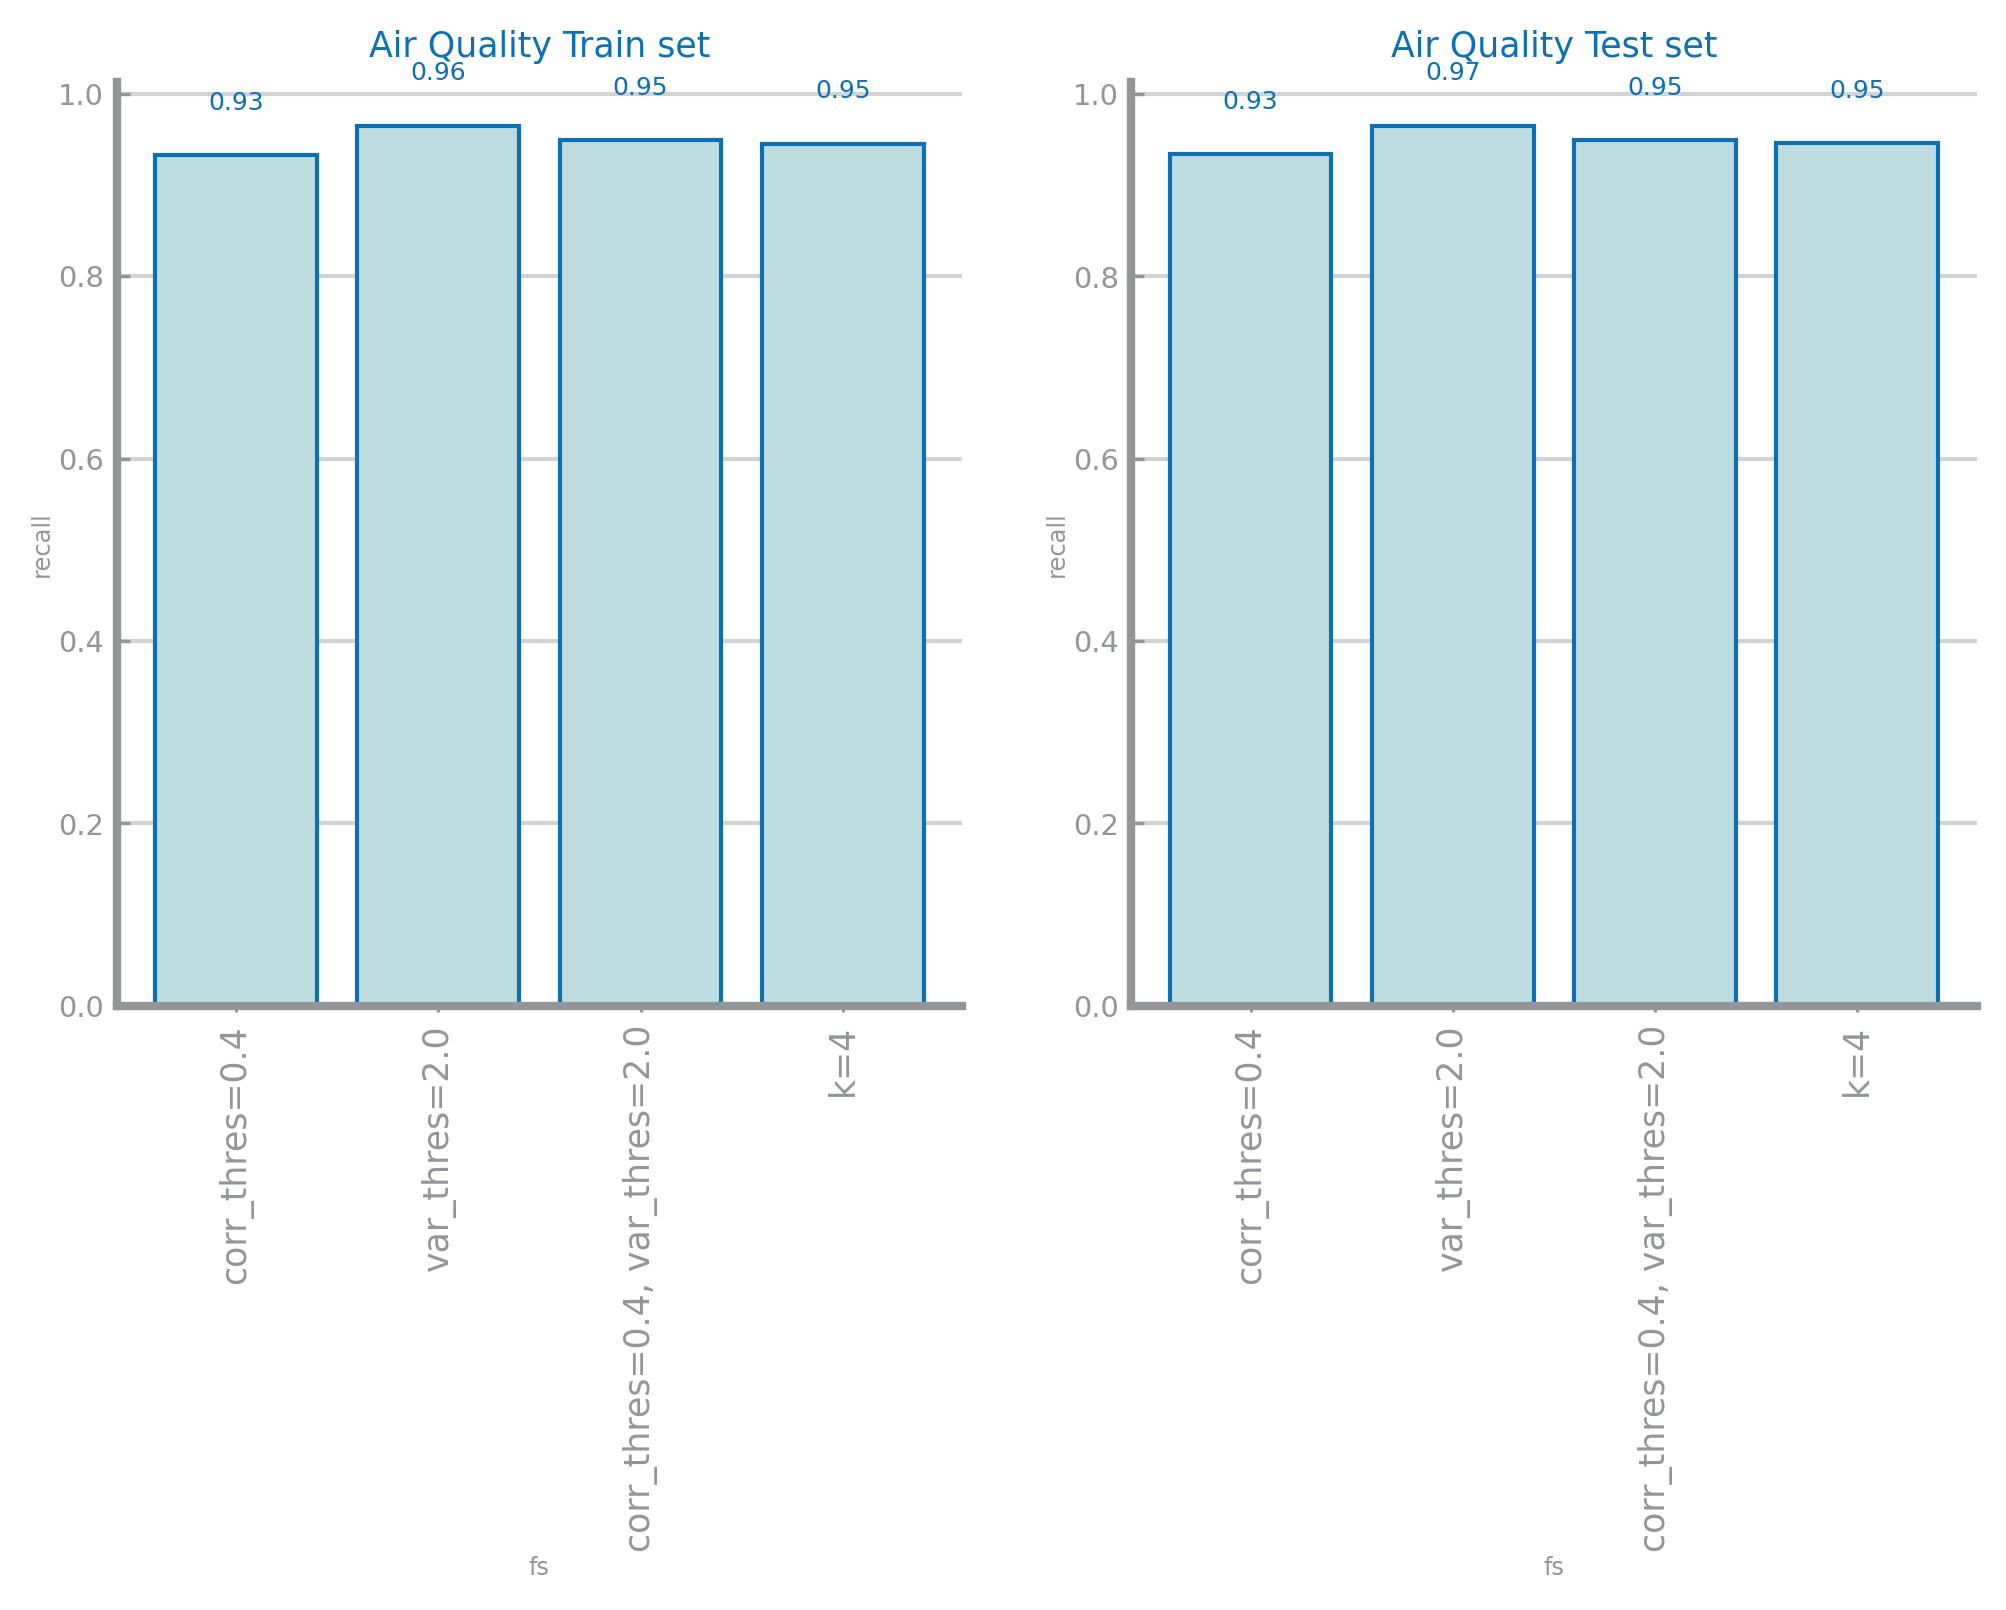 Air Quality Train set
0.93
0.96
0.95
0.95
1.0
0.8
0.6
0.4
0.2
0.0
recall
corr_thres=0.4
var_thres=2.0
corr_thres=0.4, var_thres=2.0
k=4
fs
Air Quality Test set
0.93
0.97
0.95
0.95
1.0
0.8
0.6
0.4
0.2
0.0
recall
corr_thres=0.4
var_thres=2.0
corr_thres=0.4, var_thres=2.0
k=4
fs